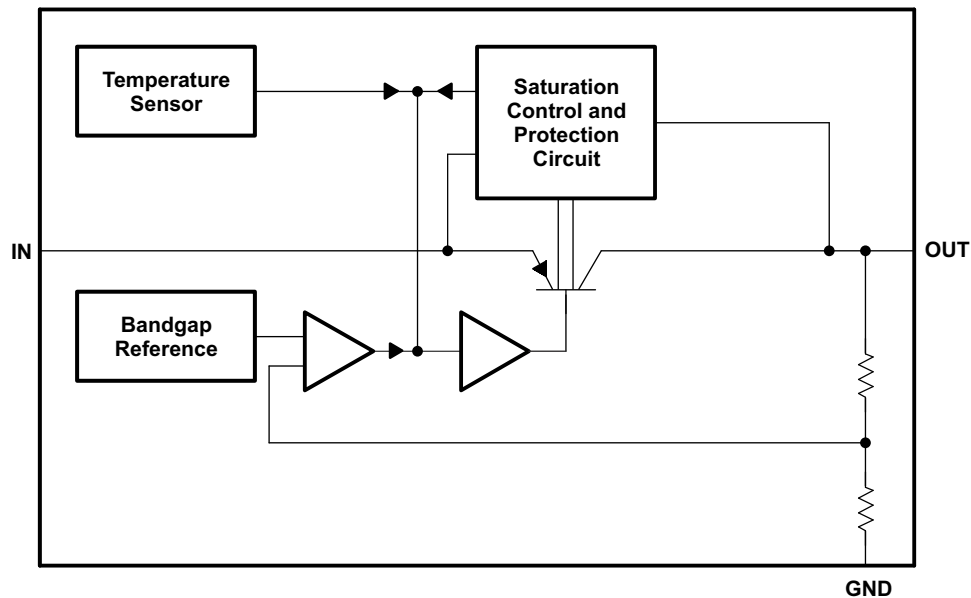 Temperature
Sensor
Saturation
Control and
Protection
Circuit
IN
OUT
Bandgap
Reference
GND